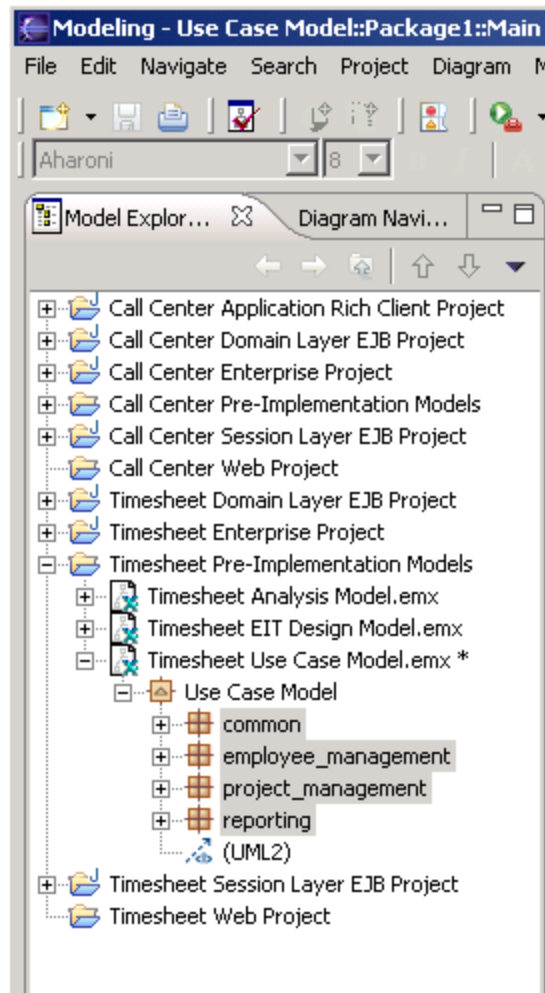 Modeling - Use Case Model::Package1::Main
File Edit Navigate Search Project Diagram
Aharoni 8
Model Explor... Diagram Navi...
Call Center Application Rich Client Project
Call Center Domain Layer EJB Project
Call Center Enterprise Project
Call Center Pre-Implementation Models
Call Center Session Layer EJB Project
Call Center Web Project
Timesheet Domain Layer EJB Project
Timesheet Enterprise Project
Timesheet Pre-Implementation Models
Timesheet Analysis Model.emx
Timesheet EIT Design Model.emx
Timesheet Use Case Model.emx *
Use Case Model
common
employee_management
project_management
reporting
(UML2)
Timesheet Session Layer EJB Project
Timesheet Web Project